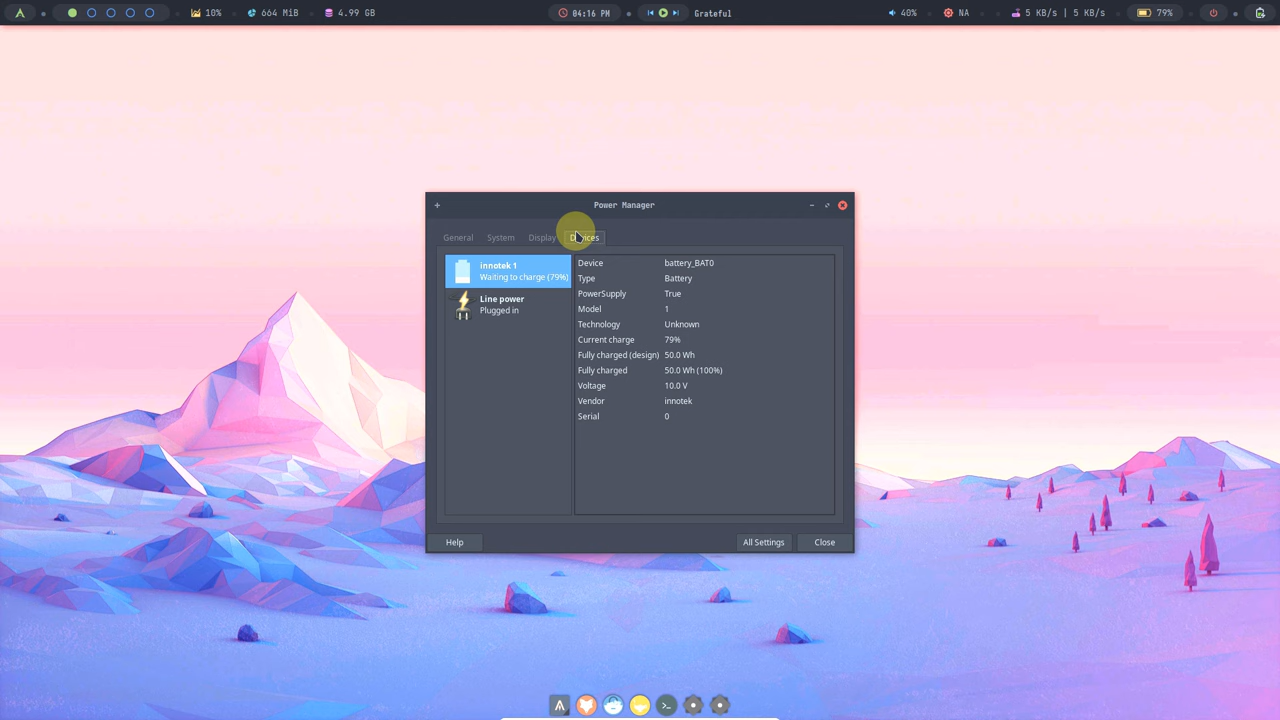 10% 664 MiB 4.99 GB 04:16 PM Grateful 40% NA 5 KB/s | 5 KB/s 79%
Power Manager
General System Display Devices
innotek 1
Waiting to charge (79%)
Line power
Plugged in
Device battery_BAT0
Type Battery
PowerSupply True
Model 1
Technology Unknown
Current charge 79%
Fully charged (design) 50.0 Wh
Fully charged 50.0 Wh (100%)
Voltage 10.0 V
Vendor innotek
Serial 0
Help All Settings Close